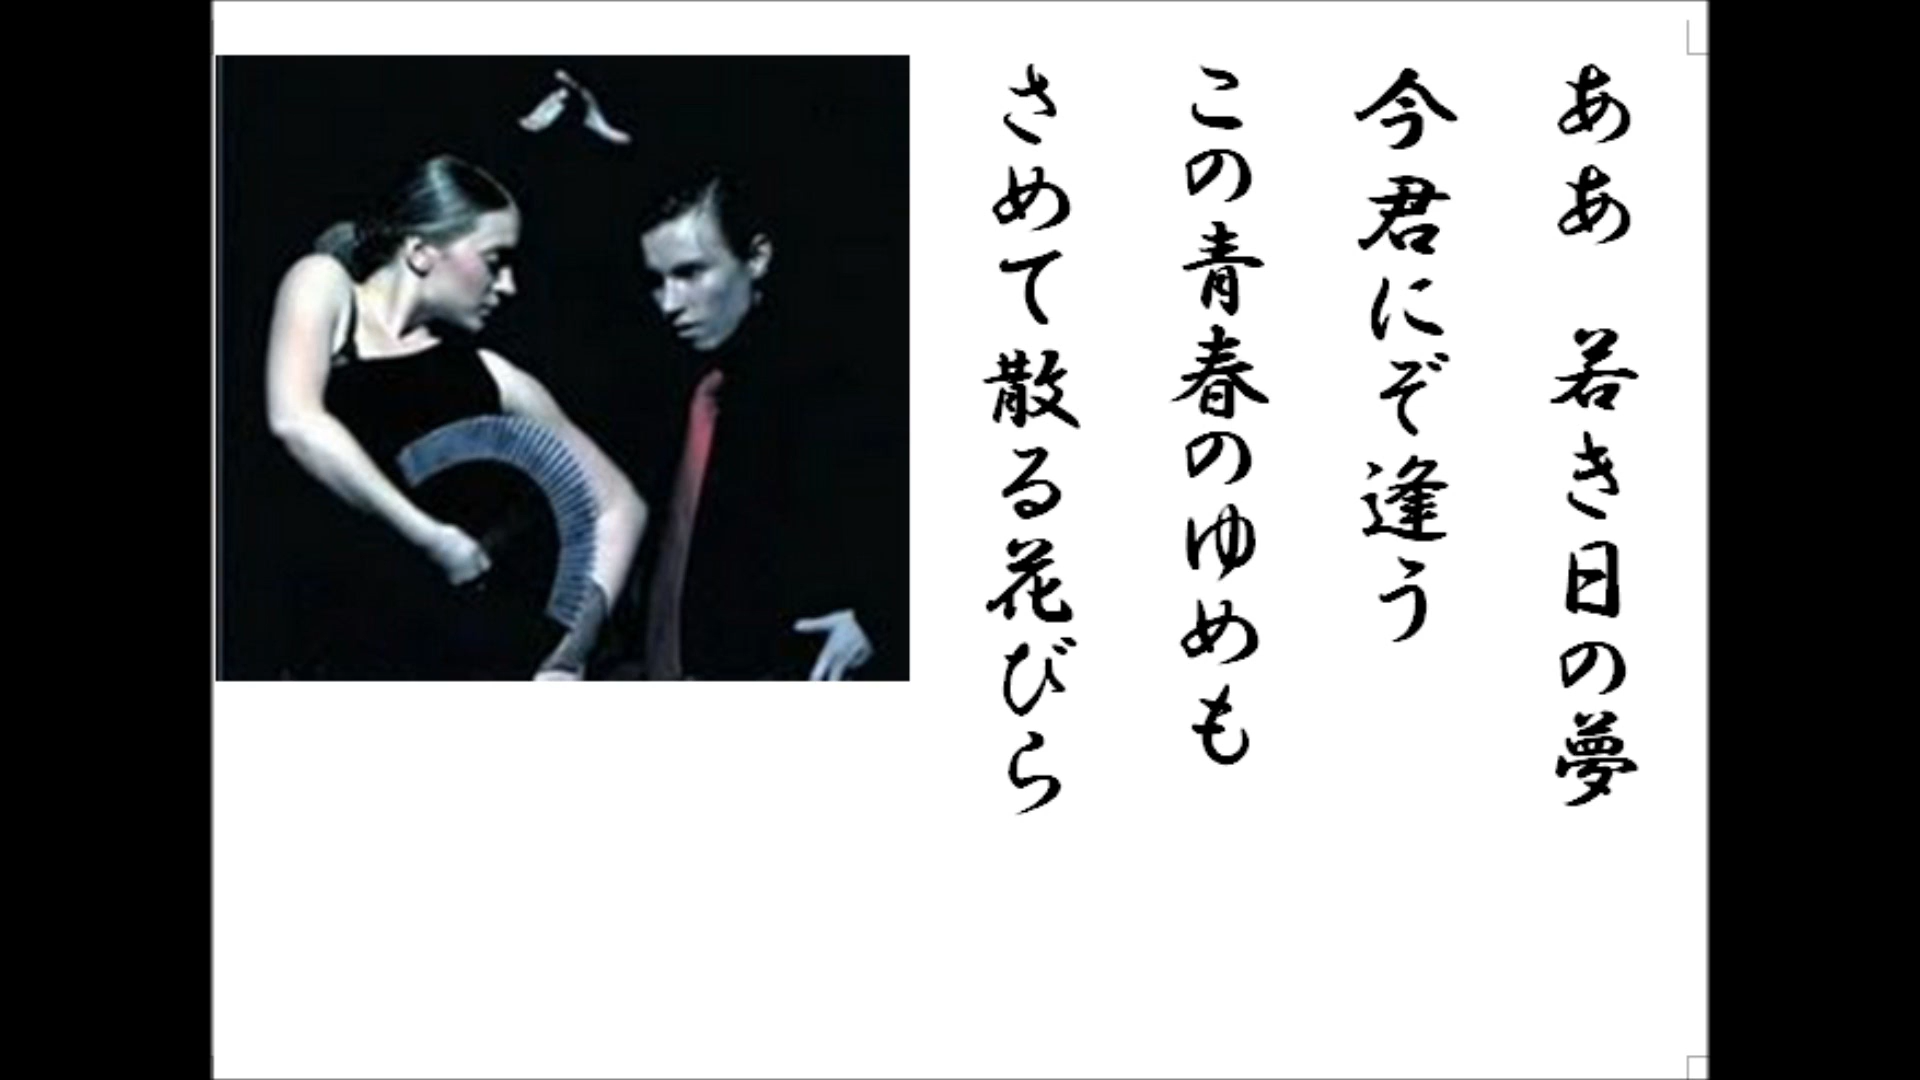 ああ　若き日の夢
今君にぞ逢う
この青春のゆめも
さめて散る花びら